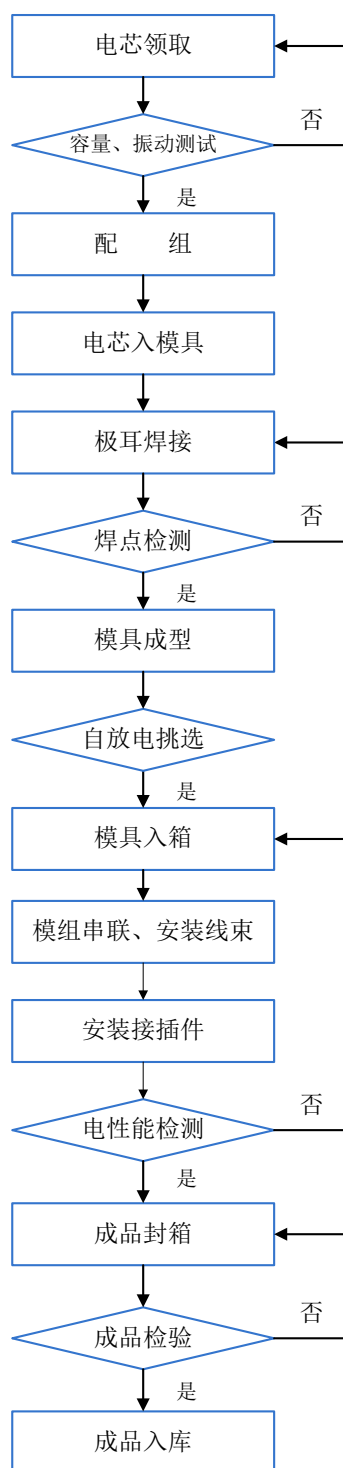 电芯领取
否
容量、振动测试
是
配　　组
电芯入模具
极耳焊接
否
焊点检测
是
模具成型
自放电挑选
是
模具入箱
模组串联、安装线束
安装接插件
否
电性能检测
是
成品封箱
否
成品检验
是
成品入库